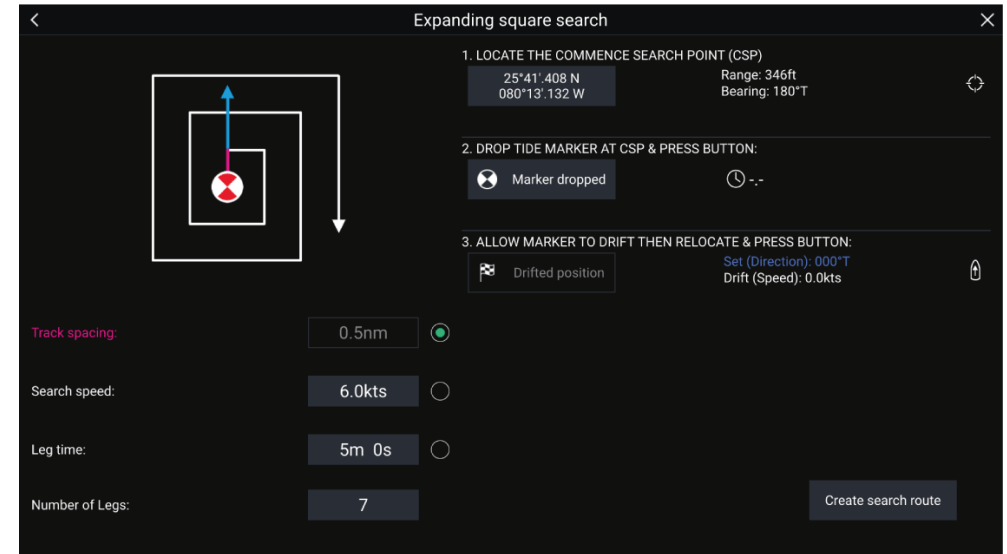 Expanding square search
1. LOCATE THE COMMENCE SEARCH POINT (CSP)
25°41'.408 N
080°13'.132 W
Range: 346ft
Bearing: 180°T
2. DROP TIDE MARKER AT CSP & PRESS BUTTON:
Marker dropped
-.-
3. ALLOW MARKER TO DRIFT THEN RELOCATE & PRESS BUTTON:
Drifted position
Set (Direction): 000°T
Drift (Speed): 0.0kts
Track spacing:
0.5nm
Search speed:
6.0kts
Leg time:
5m 0s
Number of Legs:
7
Create search route